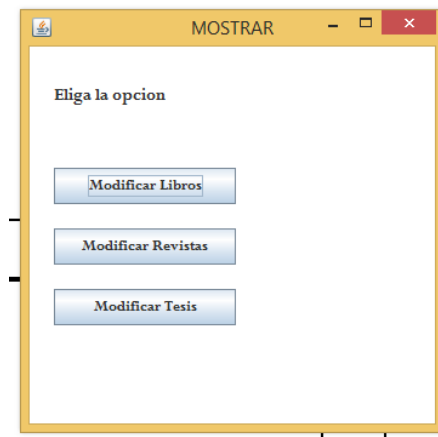 MOSTRAR
Eliga la opcion
Modificar Libros
Modificar Revistas
Modificar Tesis